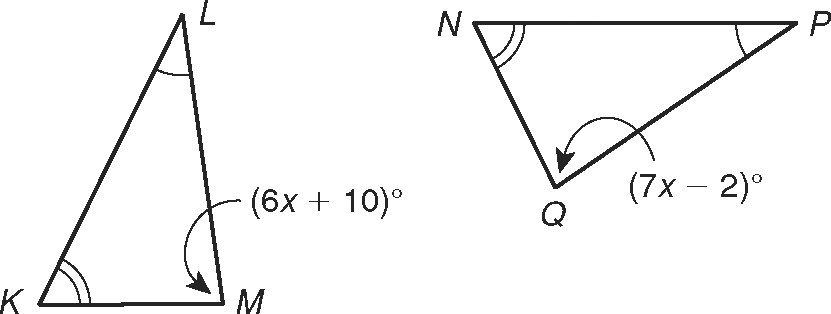 L
N
P
(6x + 10)°
(7x − 2)°
Q
K
M